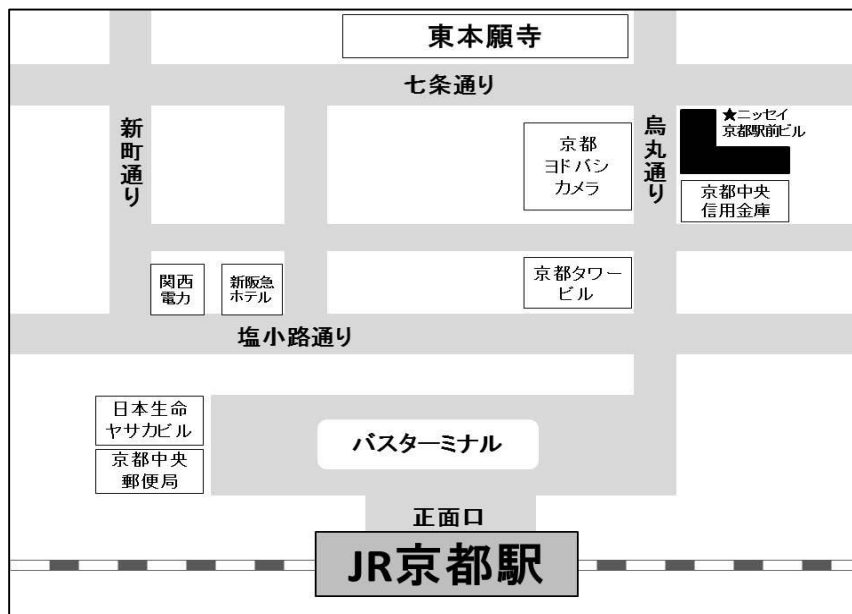 東本願寺
七条通り
新町通り
烏丸通り
★ニッセイ
京都駅前ビル
京都
ヨドバシ
カメラ
京都中央
信用金庫
関西
電力
新阪急
ホテル
京都タワー
ビル
塩小路通り
日本生命
ヤサカビル
バスターミナル
京都中央
郵便局
正面口
JR京都駅